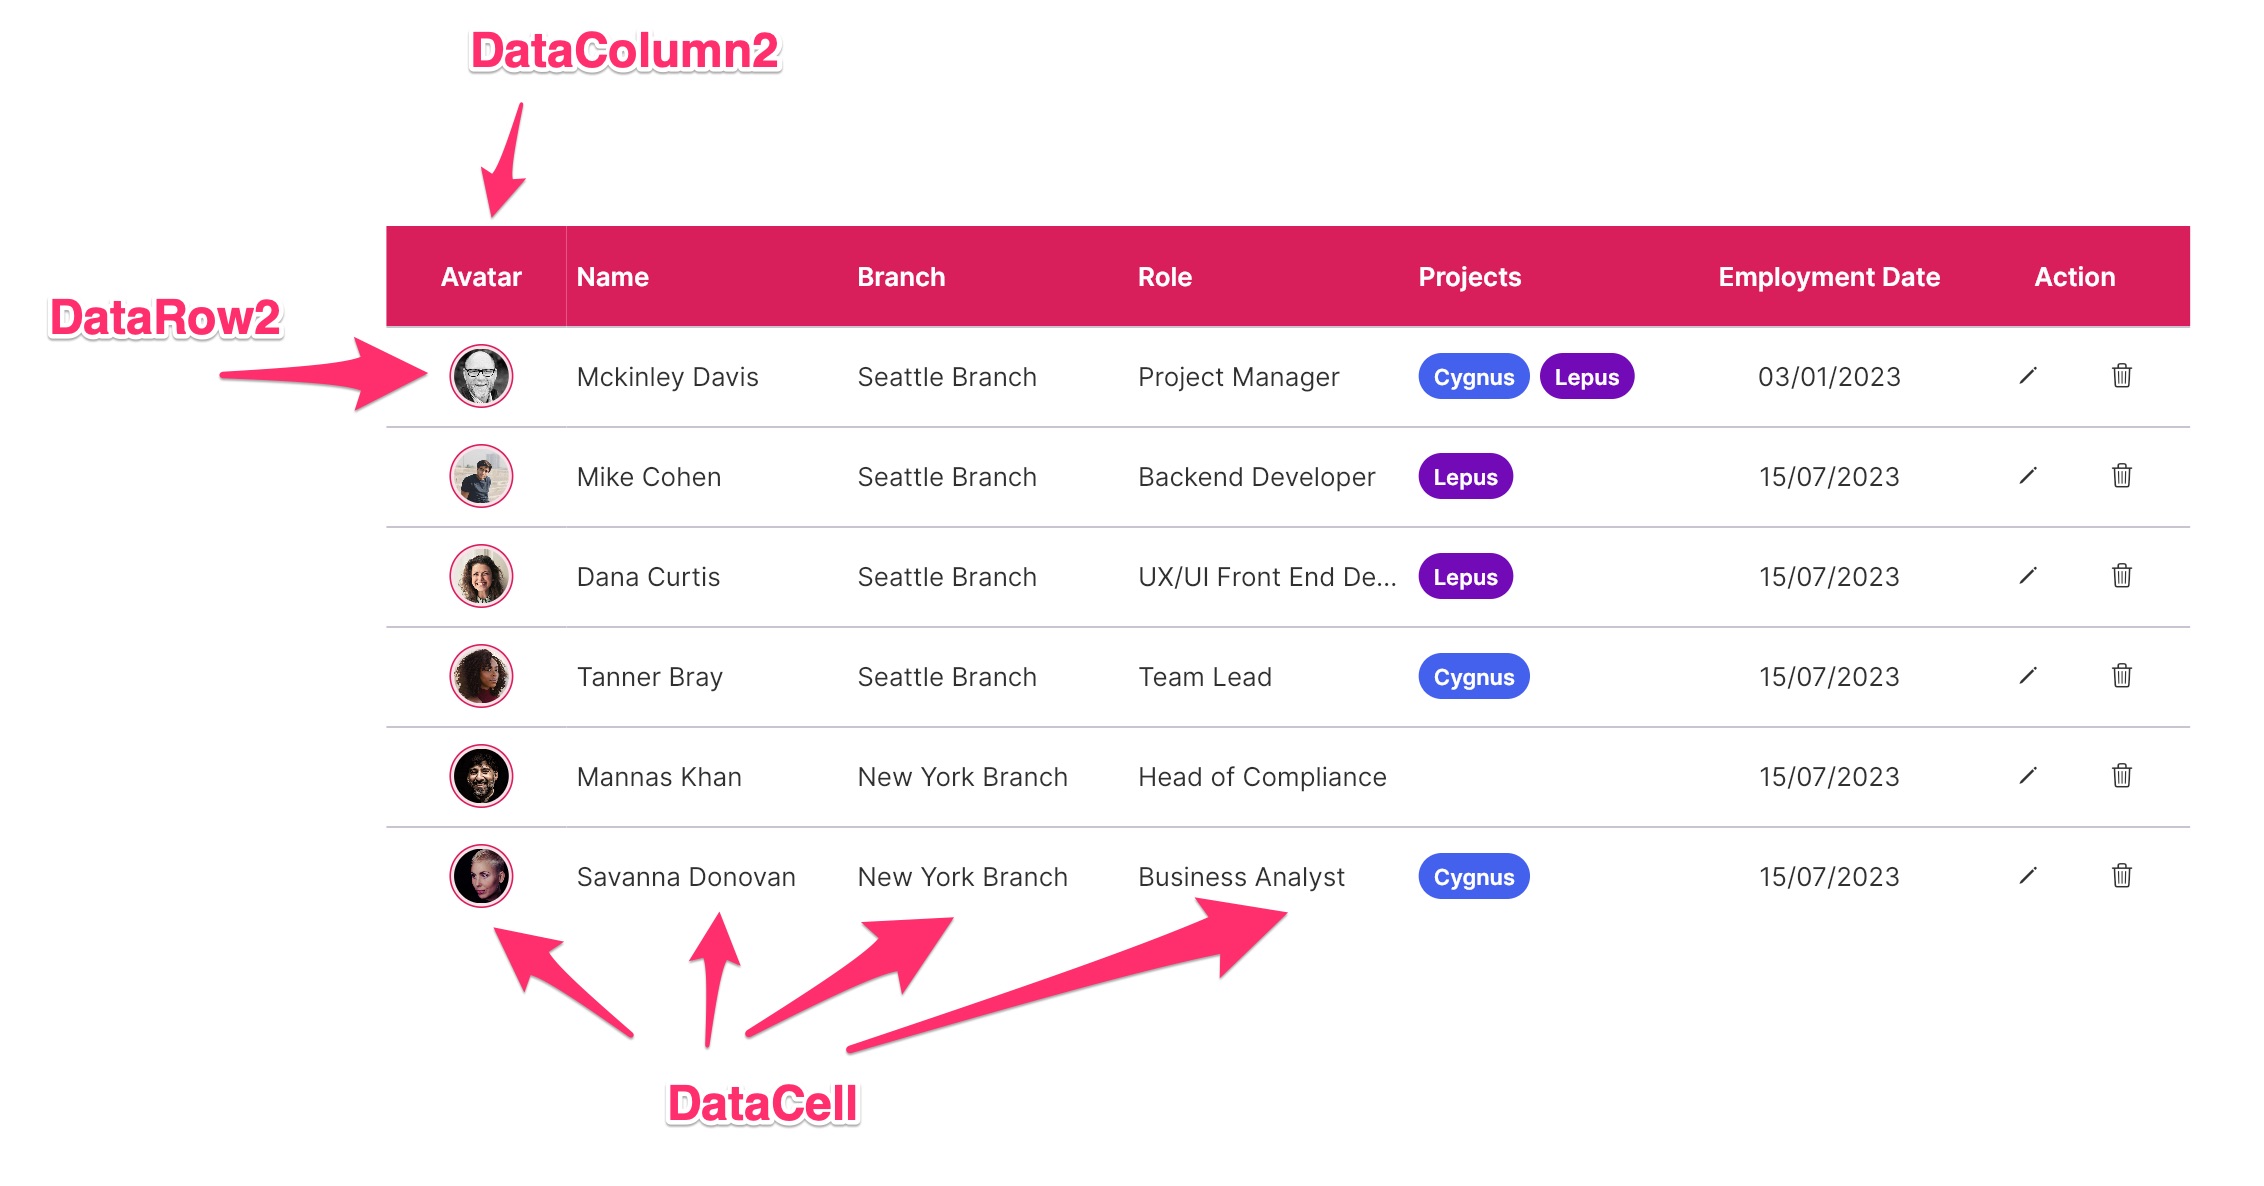 DataColumn2
Avatar Name Branch Role Projects Employment Date Action
DataRow2
Mckinley Davis Seattle Branch Project Manager Cygnus Lepus 03/01/2023
Mike Cohen Seattle Branch Backend Developer Lepus 15/07/2023
Dana Curtis Seattle Branch UX/UI Front End De... Lepus 15/07/2023
Tanner Bray Seattle Branch Team Lead Cygnus 15/07/2023
Mannas Khan New York Branch Head of Compliance 15/07/2023
Savanna Donovan New York Branch Business Analyst Cygnus 15/07/2023
DataCell